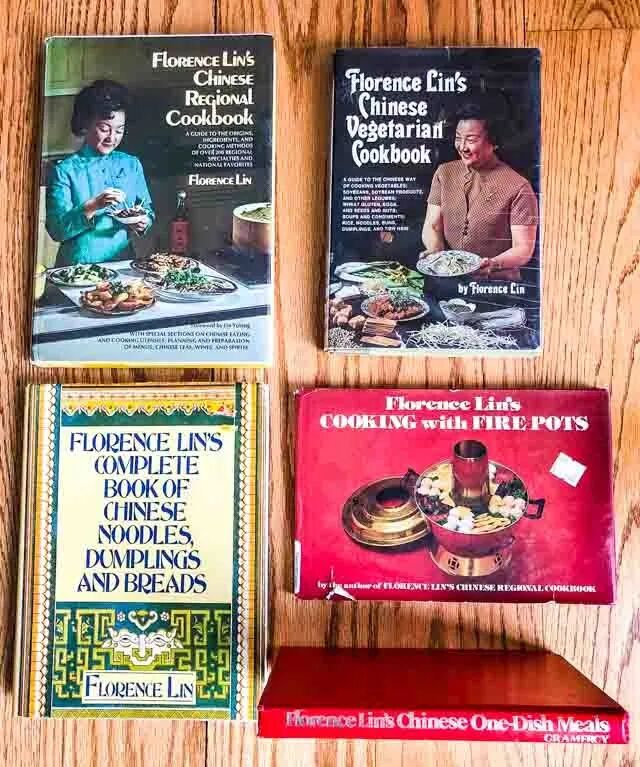 FLORENCE LIN'S
CHINESE
REGIONAL
COOKBOOK
A GUIDE TO THE ORIGINS,
INGREDIENTS, AND
COOKING METHODS
OF OVER 200 REGIONAL
SPECIALTIES AND
NATIONAL FAVORITES
FLORENCE LIN
Foreword by Lin Yutang
WITH SPECIAL SECTIONS ON CHINESE EATING
AND COOKING UTENSILS; PLANNING AND PREPARATION
OF MENUS, CHINESE TEAS, WINES, AND SPIRITS
Florence Lin's
Chinese
Vegetarian
Cookbook
A GUIDE TO THE CHINESE WAY
OF COOKING VEGETABLES;
SOYBEANS, SOYBEAN PRODUCTS,
AND OTHER LEGUMES;
WHEAT GLUTEN, EGGS,
AND SEEDS AND NUTS;
SOUPS AND CONDIMENTS;
RICE, NOODLES, BUNS,
DUMPLINGS, AND
by Florence Lin
FLORENCE LIN'S
COMPLETE
BOOK OF
CHINESE
NOODLES,
DUMPLINGS
AND BREADS
FLORENCE LIN
Florence Lin's
COOKING with FIRE POTS
by the author of FLORENCE LIN'S CHINESE REGIONAL COOKBOOK
Florence Lin's Chinese One-Dish Meals
GRAMERCY